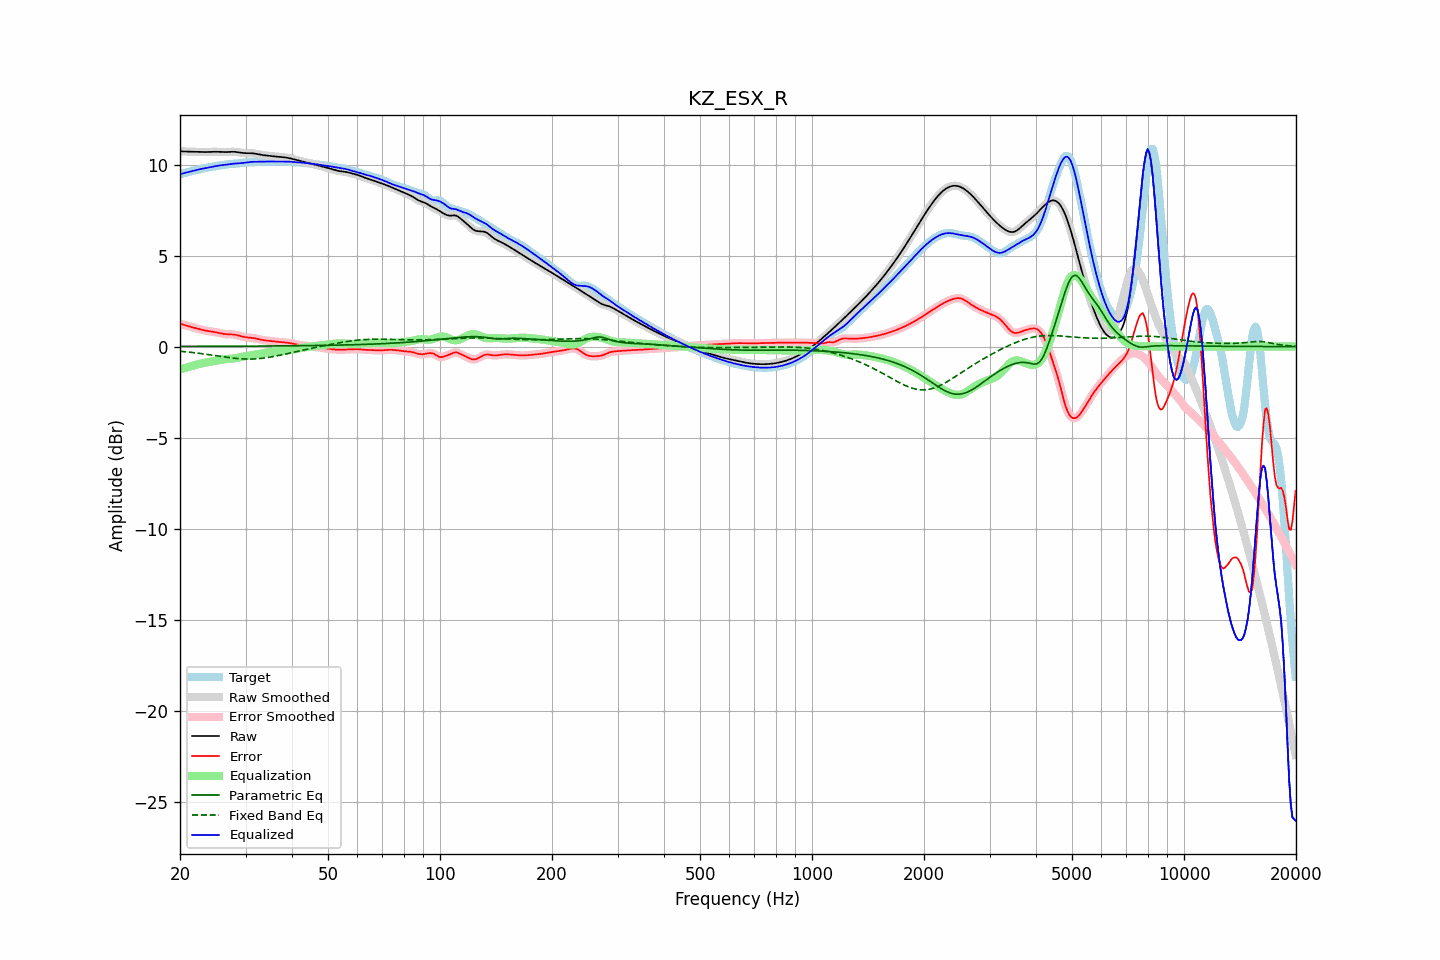 KZ_ESX_R
10
5
0
−5
−10
−15
−20
−25
Amplitude (dBr)
Target
Raw Smoothed
Error Smoothed
Raw
Error
Equalization
Parametric Eq
Fixed Band Eq
Equalized
20 50 100 200 500 1000 2000 5000 10000 20000
Frequency (Hz)